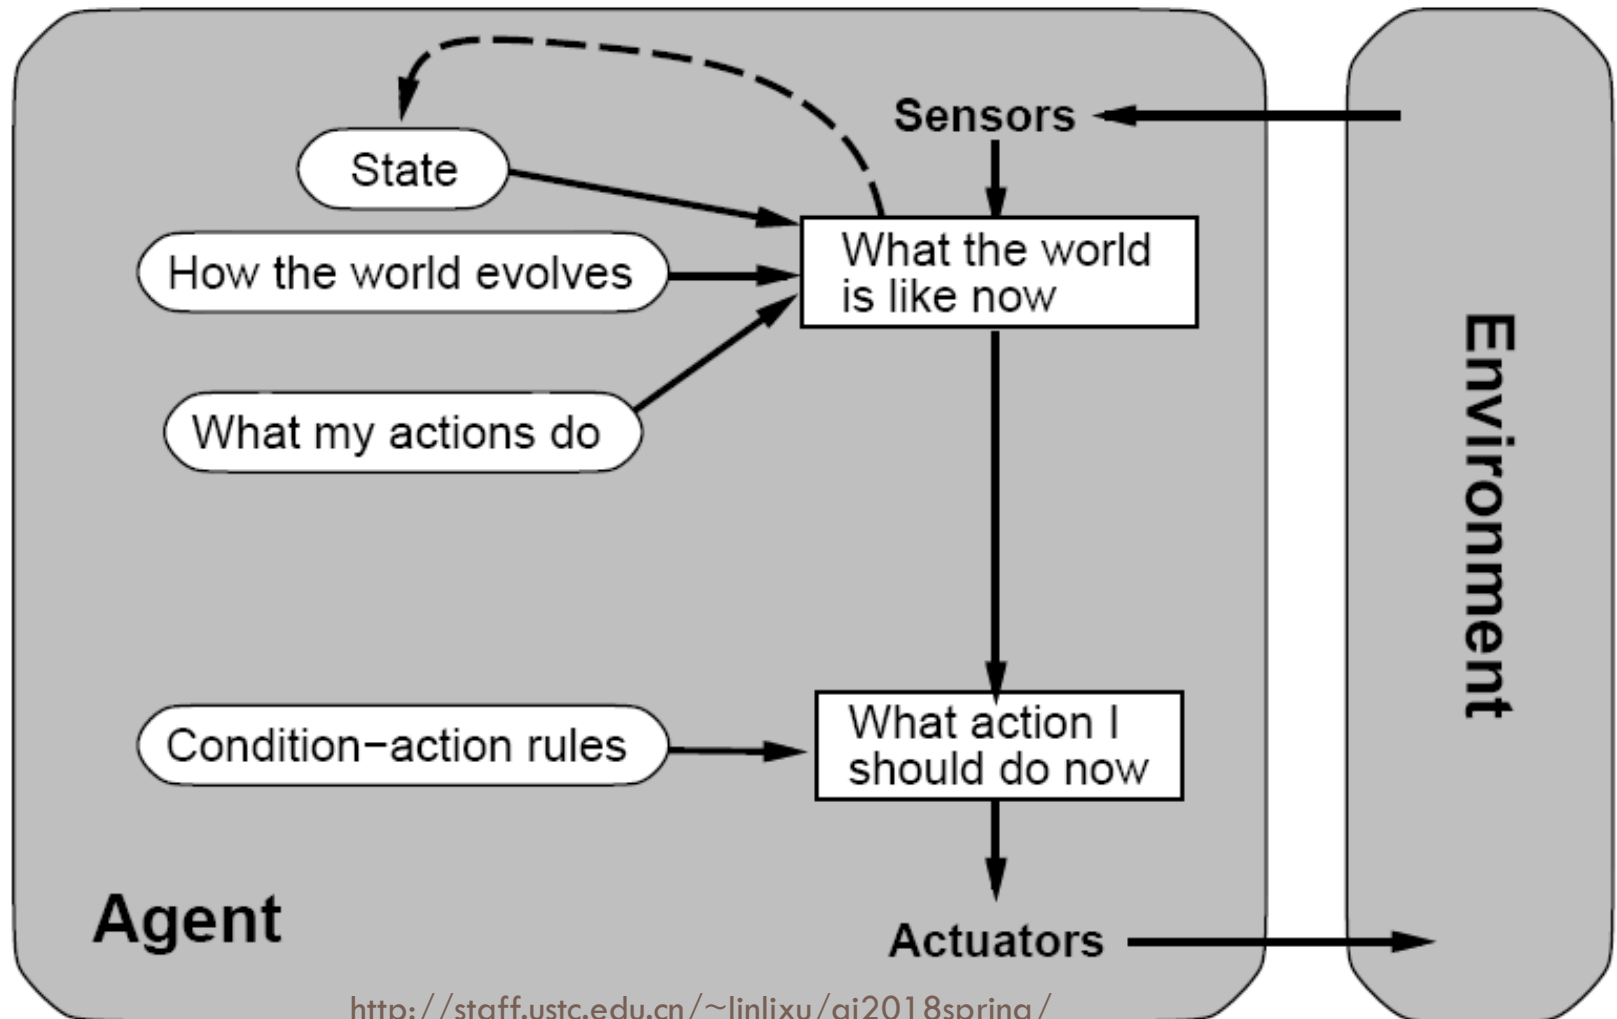 Sensors
State
What the world
is like now
How the world evolves
What my actions do
Environment
What action I
should do now
Condition−action rules
Agent
Actuators
http://staff.ustc.edu.cn/~linlixu/ai2018spring/